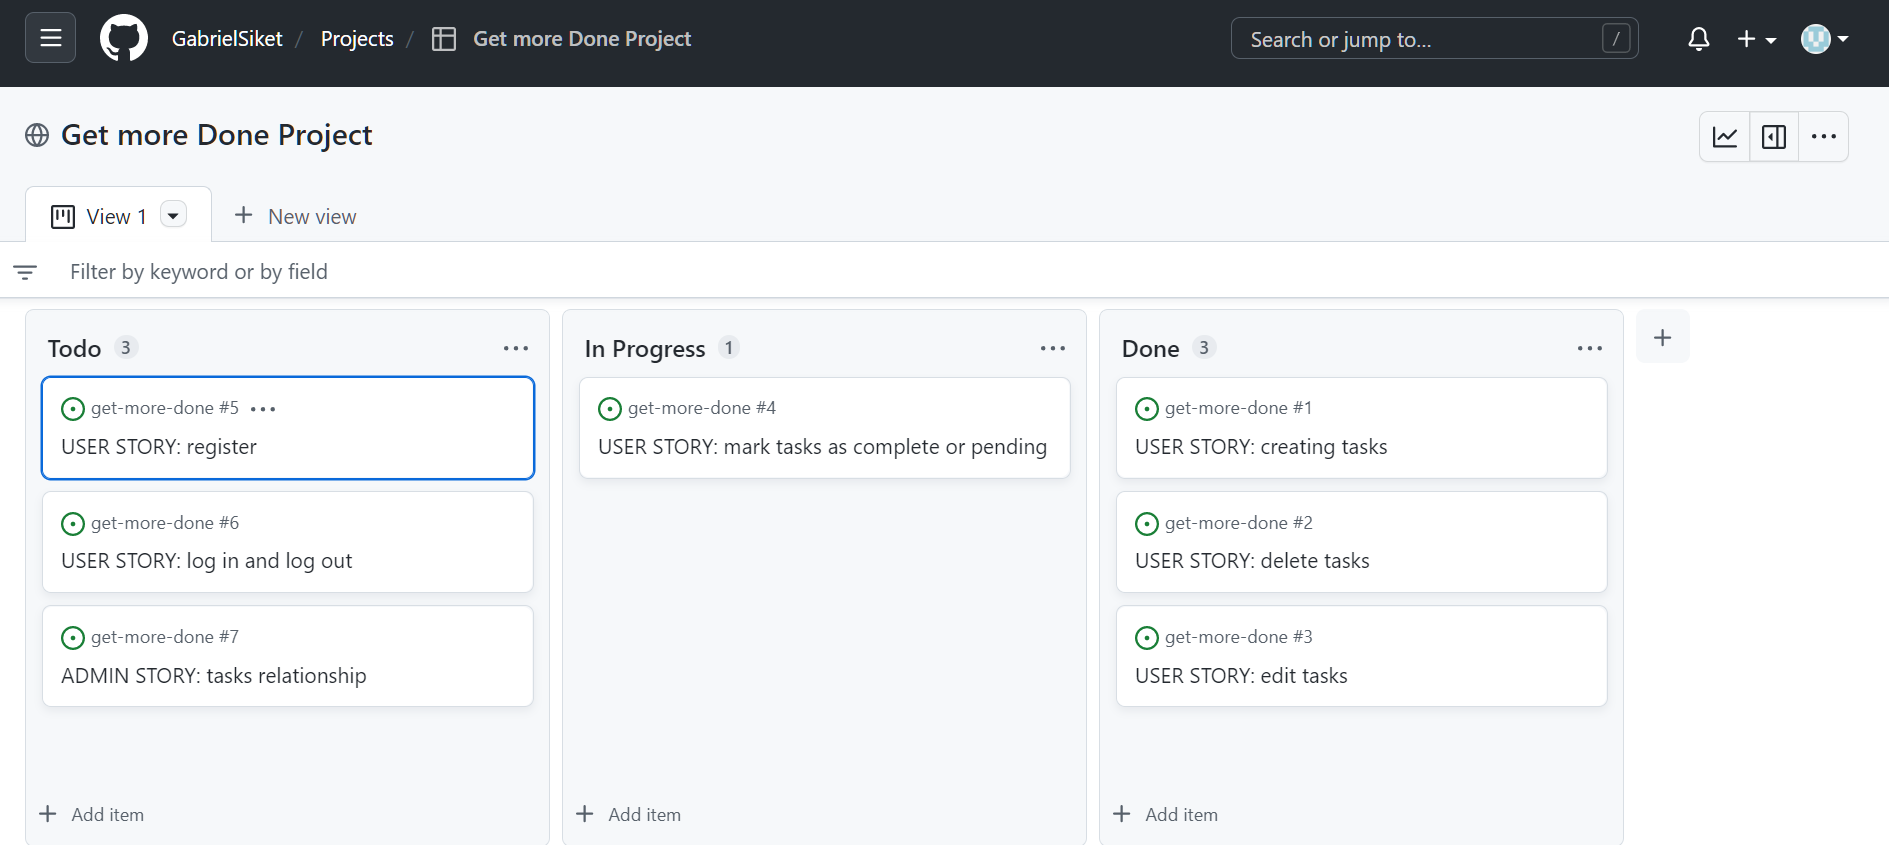 GabrielSiket / Projects / Get more Done Project
Search or jump to... /
Get more Done Project
View 1
New view
Filter by keyword or by field
Todo 3
get-more-done #5
USER STORY: register
get-more-done #6
USER STORY: log in and log out
get-more-done #7
ADMIN STORY: tasks relationship
Add item
In Progress 1
get-more-done #4
USER STORY: mark tasks as complete or pending
Add item
Done 3
get-more-done #1
USER STORY: creating tasks
get-more-done #2
USER STORY: delete tasks
get-more-done #3
USER STORY: edit tasks
Add item